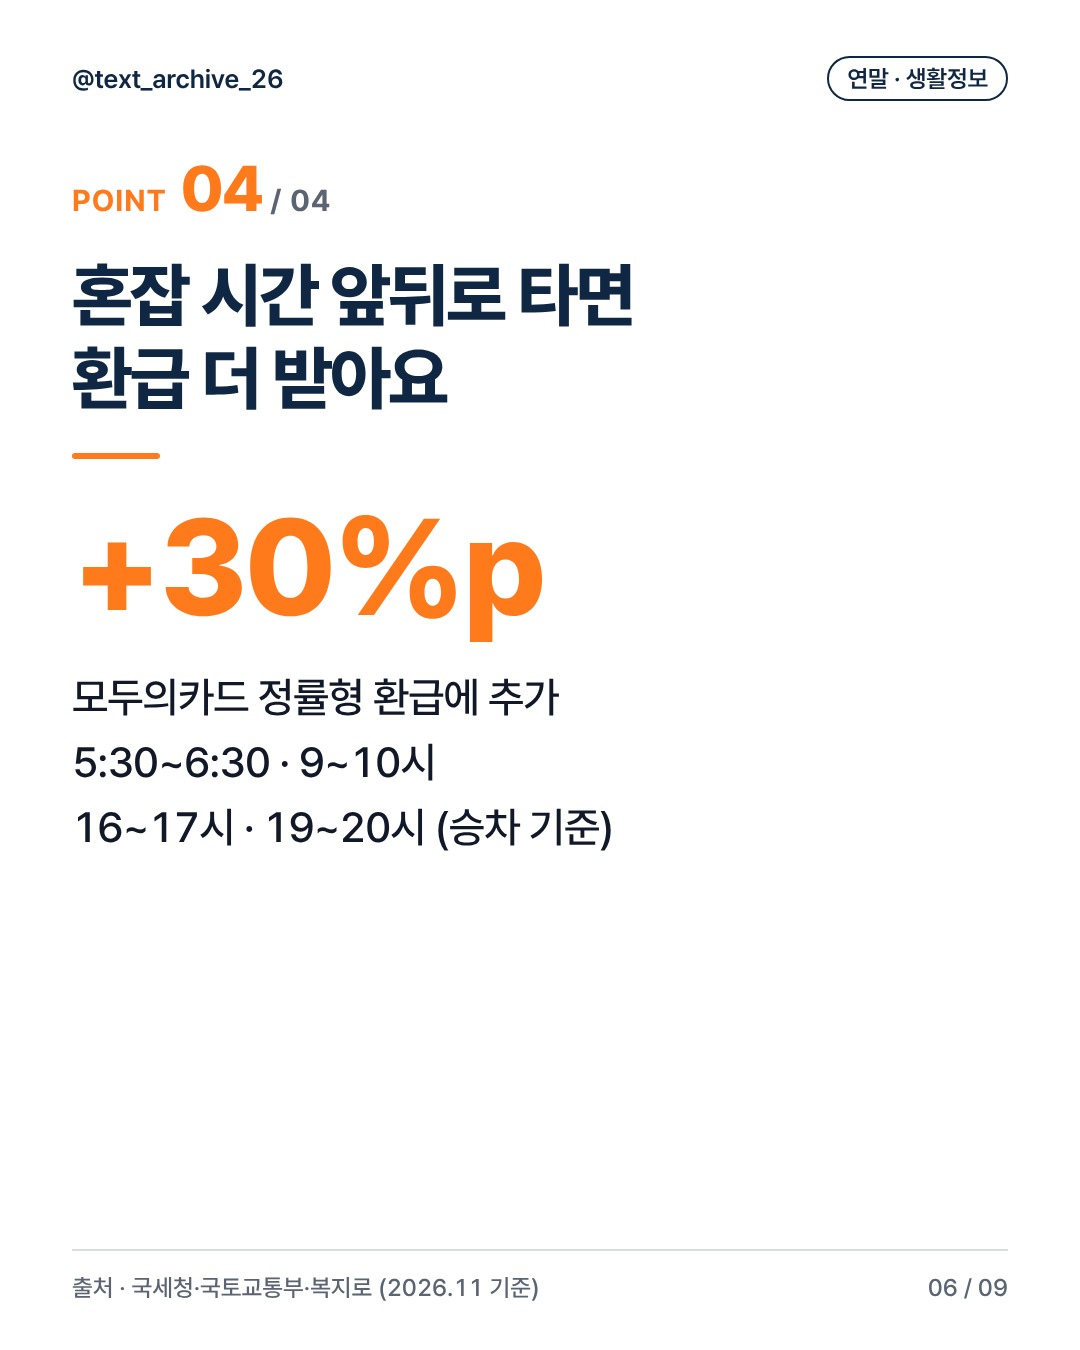 @text_archive_26
연말 · 생활정보
POINT 04 / 04
혼잡 시간 앞뒤로 타면
환급 더 받아요
+30%p
모두의카드 정률형 환급에 추가
5:30~6:30 · 9~10시
16~17시 · 19~20시 (승차 기준)
출처 · 국세청·국토교통부·복지로 (2026.11 기준)
06 / 09